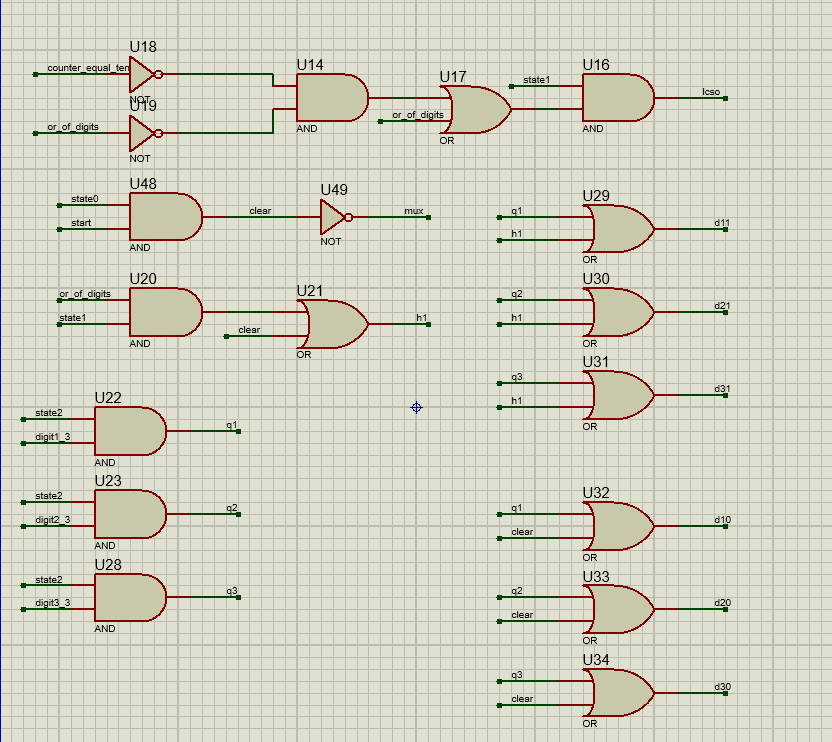 U18
counter_equal_ten
NOT
U19
or_of_digits
NOT
U14
AND
U17
or_of_digits
OR
U16
state1
AND
lcso
U48
state0
start
AND
clear
U49
NOT
mux
U29
q1
h1
OR
d11
U20
or_of_digits
state1
AND
U21
clear
OR
h1
U30
q2
h1
OR
d21
U31
q3
h1
OR
d31
U22
state2
digit1_3
AND
q1
U23
state2
digit2_3
AND
q2
U28
state2
digit3_3
AND
q3
U32
q1
clear
OR
d10
U33
q2
clear
OR
d20
U34
q3
clear
OR
d30